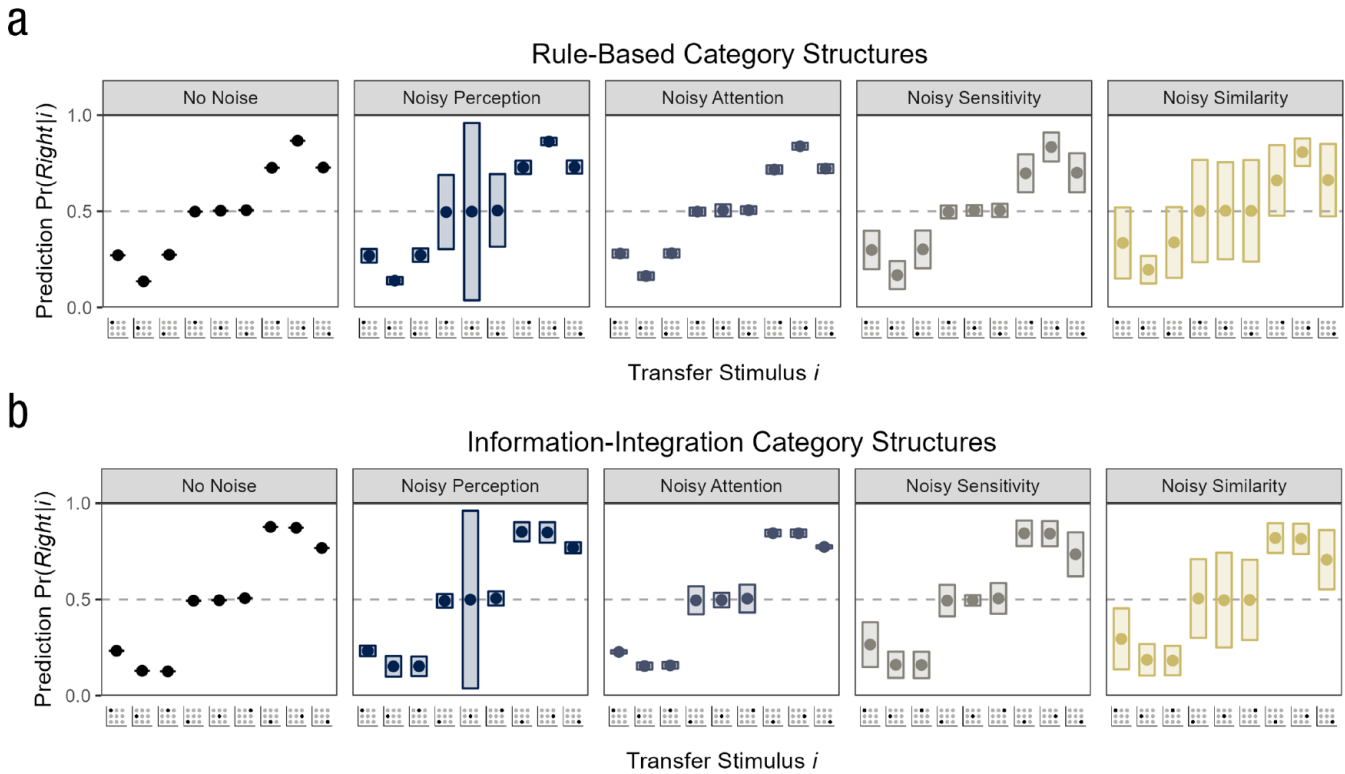 a
Rule-Based Category Structures
No Noise Noisy Perception Noisy Attention Noisy Sensitivity Noisy Similarity
Prediction Pr(Right|i)
1.0
0.5
0.0
Transfer Stimulus i
b
Information-Integration Category Structures
No Noise Noisy Perception Noisy Attention Noisy Sensitivity Noisy Similarity
Prediction Pr(Right|i)
1.0
0.5
0.0
Transfer Stimulus i